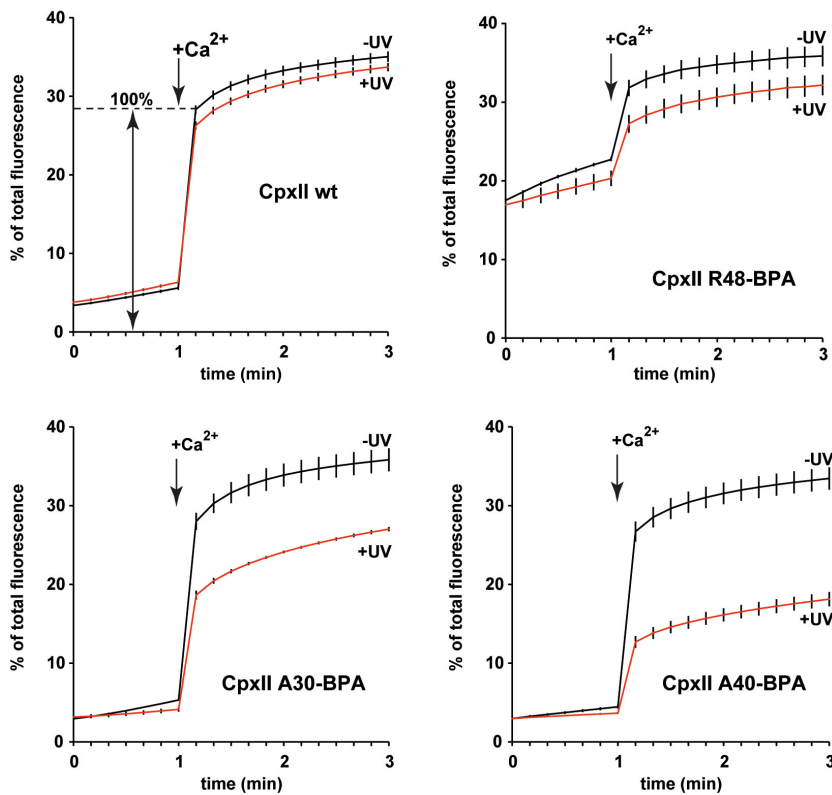 % of total fluorescence
40
30
20
10
0
+Ca2+
100%
-UV
+UV
CpxII wt
0
1
2
3
time (min)
% of total fluorescence
40
30
20
10
0
+Ca2+
-UV
+UV
CpxII R48-BPA
0
1
2
3
time (min)
% of total fluorescence
40
30
20
10
0
+Ca2+
-UV
+UV
CpxII A30-BPA
0
1
2
3
time (min)
% of total fluorescence
40
30
20
10
0
+Ca2+
-UV
+UV
CpxII A40-BPA
0
1
2
3
time (min)